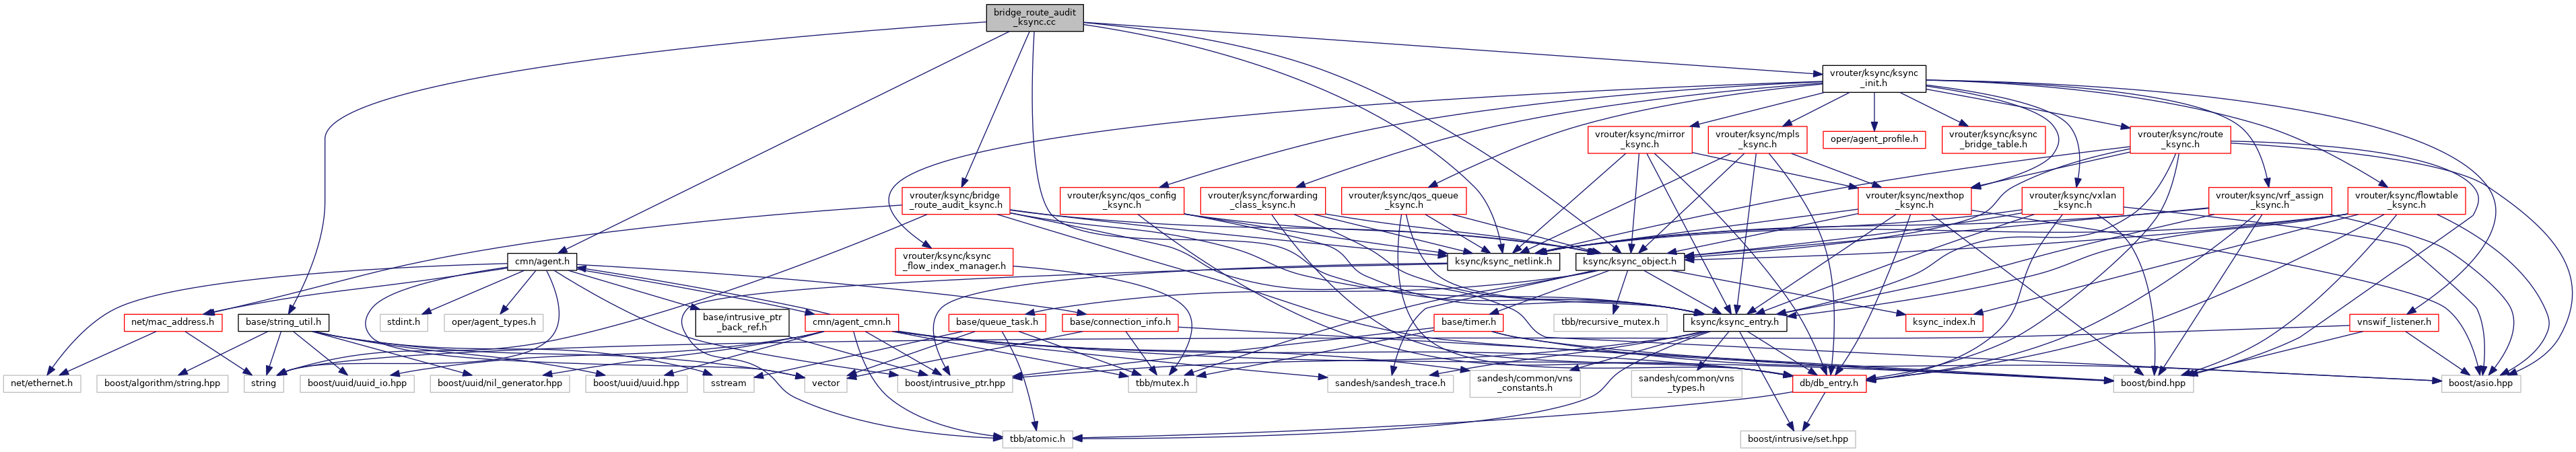 bridge_route_audit
_ksync.cc
vrouter/ksync/ksync
_init.h
vrouter/ksync/mirror
_ksync.h
vrouter/ksync/mpls
_ksync.h
oper/agent_profile.h
vrouter/ksync/ksync
_bridge_table.h
vrouter/ksync/route
_ksync.h
vrouter/ksync/bridge
_route_audit_ksync.h
vrouter/ksync/qos_config
_ksync.h
vrouter/ksync/forwarding
_class_ksync.h
vrouter/ksync/qos_queue
_ksync.h
vrouter/ksync/nexthop
_ksync.h
vrouter/ksync/vxlan
_ksync.h
vrouter/ksync/vrf_assign
_ksync.h
vrouter/ksync/flowtable
_ksync.h
cmn/agent.h
vrouter/ksync/ksync
_flow_index_manager.h
ksync/ksync_netlink.h
ksync/ksync_object.h
net/mac_address.h
base/string_util.h
stdint.h
oper/agent_types.h
base/intrusive_ptr
_back_ref.h
cmn/agent_cmn.h
base/queue_task.h
base/connection_info.h
base/timer.h
tbb/recursive_mutex.h
ksync/ksync_entry.h
ksync_index.h
vnswif_listener.h
net/ethernet.h
boost/algorithm/string.hpp
string
boost/uuid/uuid_io.hpp
boost/uuid/nil_generator.hpp
boost/uuid/uuid.hpp
sstream
vector
boost/intrusive_ptr.hpp
tbb/mutex.h
sandesh/sandesh_trace.h
sandesh/common/vns
_constants.h
sandesh/common/vns
_types.h
db/db_entry.h
boost/bind.hpp
boost/asio.hpp
tbb/atomic.h
boost/intrusive/set.hpp